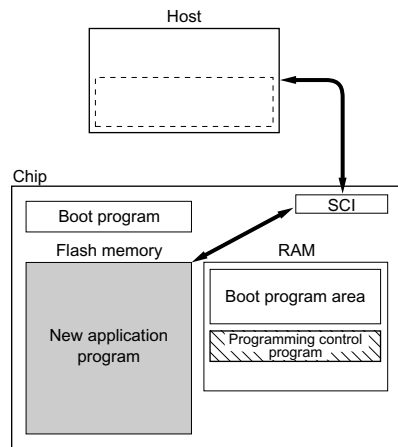 Host
Chip
SCI
Boot program
Flash memory
RAM
New application
program
Boot program area
Programming control
program